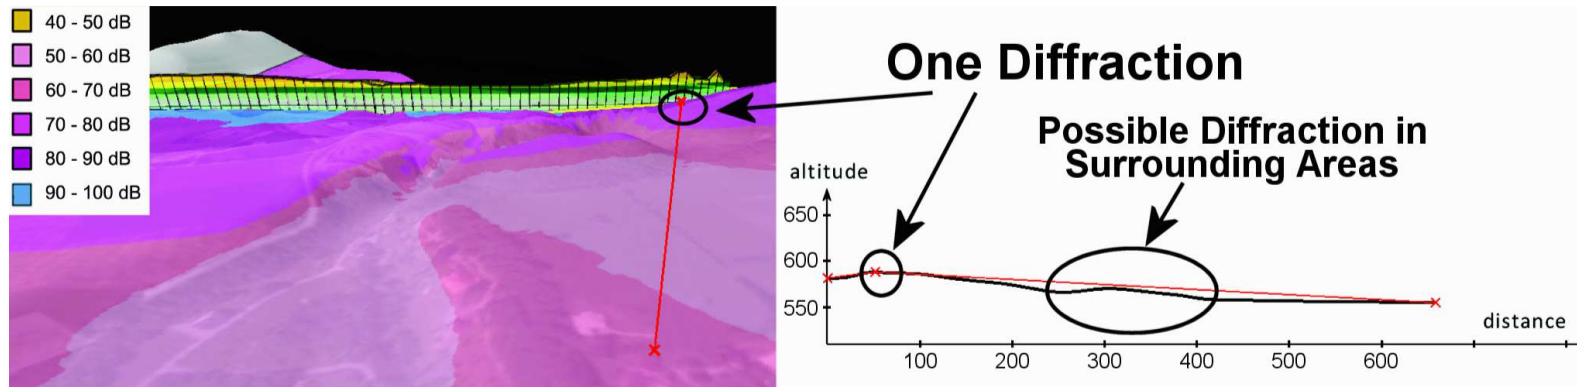 40 - 50 dB
50 - 60 dB
60 - 70 dB
70 - 80 dB
80 - 90 dB
90 - 100 dB
One Diffraction
Possible Diffraction in
Surrounding Areas
altitude
650
600
550
distance
100 200 300 400 500 600